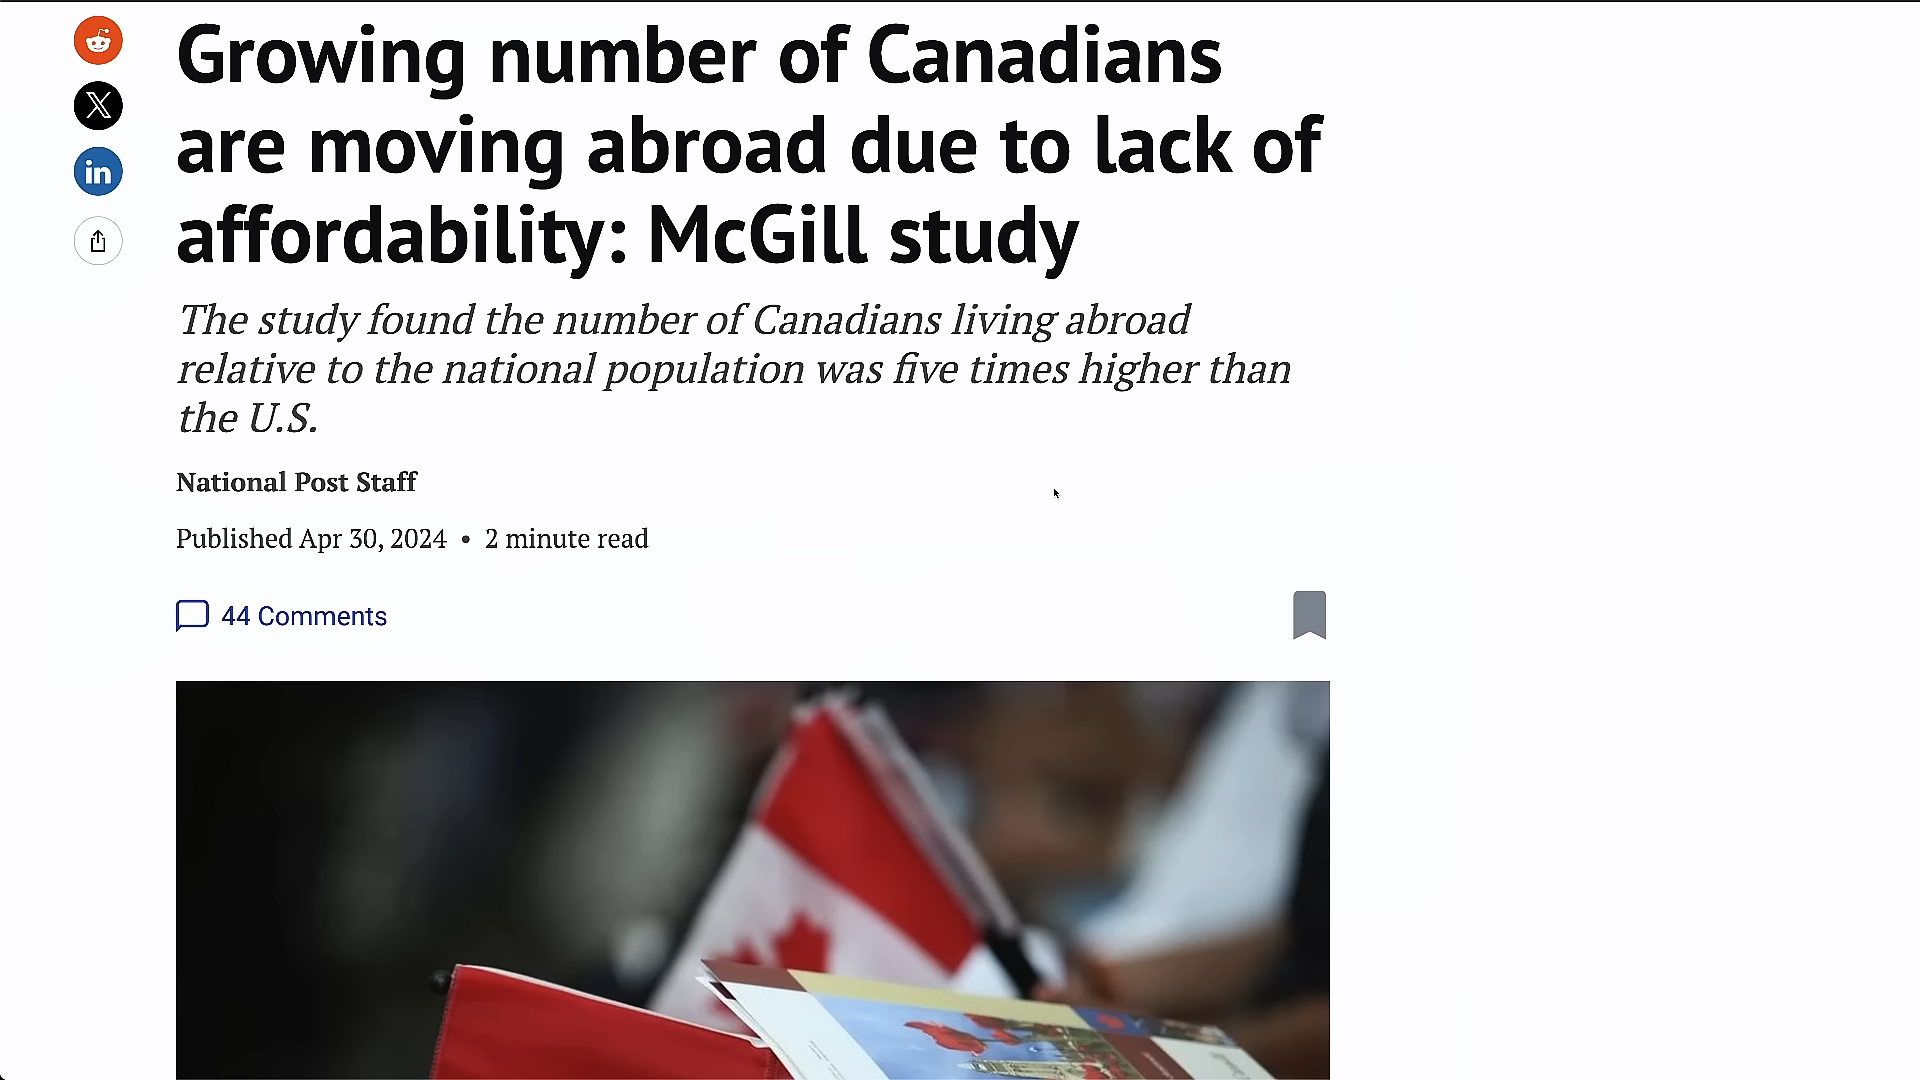 Growing number of Canadians
are moving abroad due to lack of
affordability: McGill study
The study found the number of Canadians living abroad
relative to the national population was five times higher than
the U.S.
National Post Staff
Published Apr 30, 2024 • 2 minute read
44 Comments
in